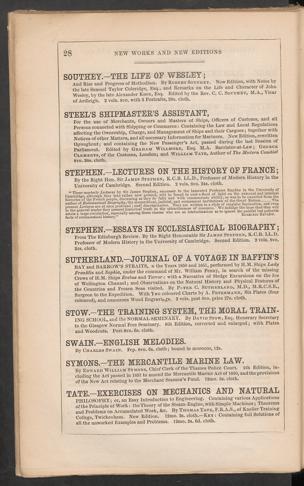 28 NEW WORKS AND NEW EDITIONS
SOUTHEY.—THE LIFE OF WESLEY;
And Rise and Progress of Methodism. By ROBERT SOUTHEY. New Edition, with Notes by
the late Samuel Taylor Coleridge, Esq., and Remarks on the Life and Character of John
Wesley, by the late Alexander Knox, Esq. Edited by the Rev. C. C. SOUTHEY, M.A., Vicar
of Ardleigh. 2 vols. 8vo. with 2 Portraits, 28s. cloth.
STEEL'S SHIPMASTER'S ASSISTANT,
For the use of Merchants, Owners and Masters of Ships, Officers of Customs, and all
Persons connected with Shipping or Commerce: Containing the Law and Local Regulations
affecting the Ownership, Charge, and Management of Ships and their Cargoes; together with
Notices of other Matters, and all necessary Information for Mariners. New Edition, rewritten
throughout; and containing the New Passenger's Act, passed during the last Session of
Parliament. Edited by GRAHAM WILLMORE, Esq. M.A. Barrister-at-Law; GEORGE
CLEMENTS, of the Customs, London; and WILLIAM TATE, Author of The Modern Cambist
8vo. 28s. cloth.
STEPHEN.—LECTURES ON THE HISTORY OF FRANCE;
By the Right Hon. Sir JAMES STEPHEN, K.C.B. LL.D., Professor of Modern History in the
University of Cambridge. Second Edition. 2 vols. 8vo. 24s. cloth.
STEPHEN.—ESSAYS IN ECCLESIASTICAL BIOGRAPHY;
From The Edinburgh Review. By the Right Honourable Sir JAMES STEPHEN, K.C.B. LL.D.
Professor of Modern History in the University of Cambridge. Second Edition. 2 vols. 8vo.
24s. cloth.
SUTHERLAND.—JOURNAL OF A VOYAGE IN BAFFIN'S
BAY and BARROW'S STRAITS, in the Years 1850 and 1851, performed by H.M. Ships Lady
Franklin and Sophia, under the command of Mr. William Penny, in search of the missing
Crews of H.M. Ships Erebus and Terror: with a Narrative of Sledge Excursions on the Ice
of Wellington Channel; and Observations on the Natural History and Physical Features of
the Countries and Frozen Seas visited. By PETER C. SUTHERLAND, M.D., M.R.C.S.E.,
Surgeon to the Expedition. With Two Charts by A. Petermann, Six Plates (four
coloured), and numerous Wood Engravings. 2 vols. post 8vo. price 27s. cloth.
STOW.—THE TRAINING SYSTEM, THE MORAL TRAIN-
ING SCHOOL, and the NORMAL SEMINARY. By DAVID STOW, Esq. Honorary Secretary
to the Glasgow Normal Free Seminary. 8th Edition, corrected and enlarged; with Plates
and Woodcuts. Post 8vo. 6s. cloth.
SWAIN.—ENGLISH MELODIES.
By CHARLES SWAIN. Fcp. 8vo. 6s. cloth; bound in morocco, 12s.
SYMONS.—THE MERCANTILE MARINE LAW.
By EDWARD WILLIAM SYMONS, Chief Clerk of the Thames Police Court. 5th Edition, in-
cluding the Act passed in 1851 to amend the Mercantile Marine Act of 1850, and the provisions
of the New Act relating to the Merchant Seamen's Fund. 12mo. 5s. cloth.
TATE.—EXERCISES ON MECHANICS AND NATURAL
PHILOSOPHY; or, an Easy Introduction to Engineering. Containing various Applications
of the Principle of Work: the Theory of the Steam-Engine, with Simple Machines; Theorems
and Problems on Accumulated Work, &c. By THOMAS TATE, F.R.A.S., of Kneller Training
College, Twickenham. New Edition. 12mo. 2s. cloth.—KEY: Containing full Solutions of
all the unworked Examples and Problems. 12mo. 3s. 6d. cloth.